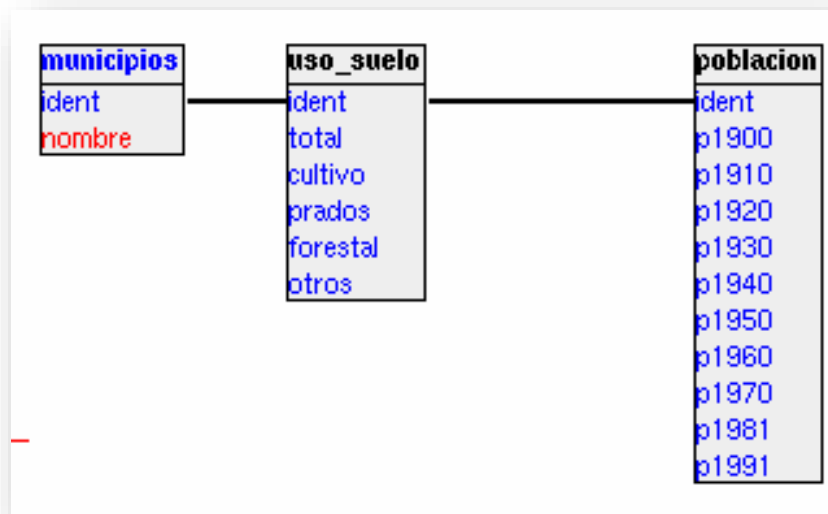 municipios
ident
nombre
uso_suelo
ident
total
cultivo
prados
forestal
otros
poblacion
ident
p1900
p1910
p1920
p1930
p1940
p1950
p1960
p1970
p1981
p1991